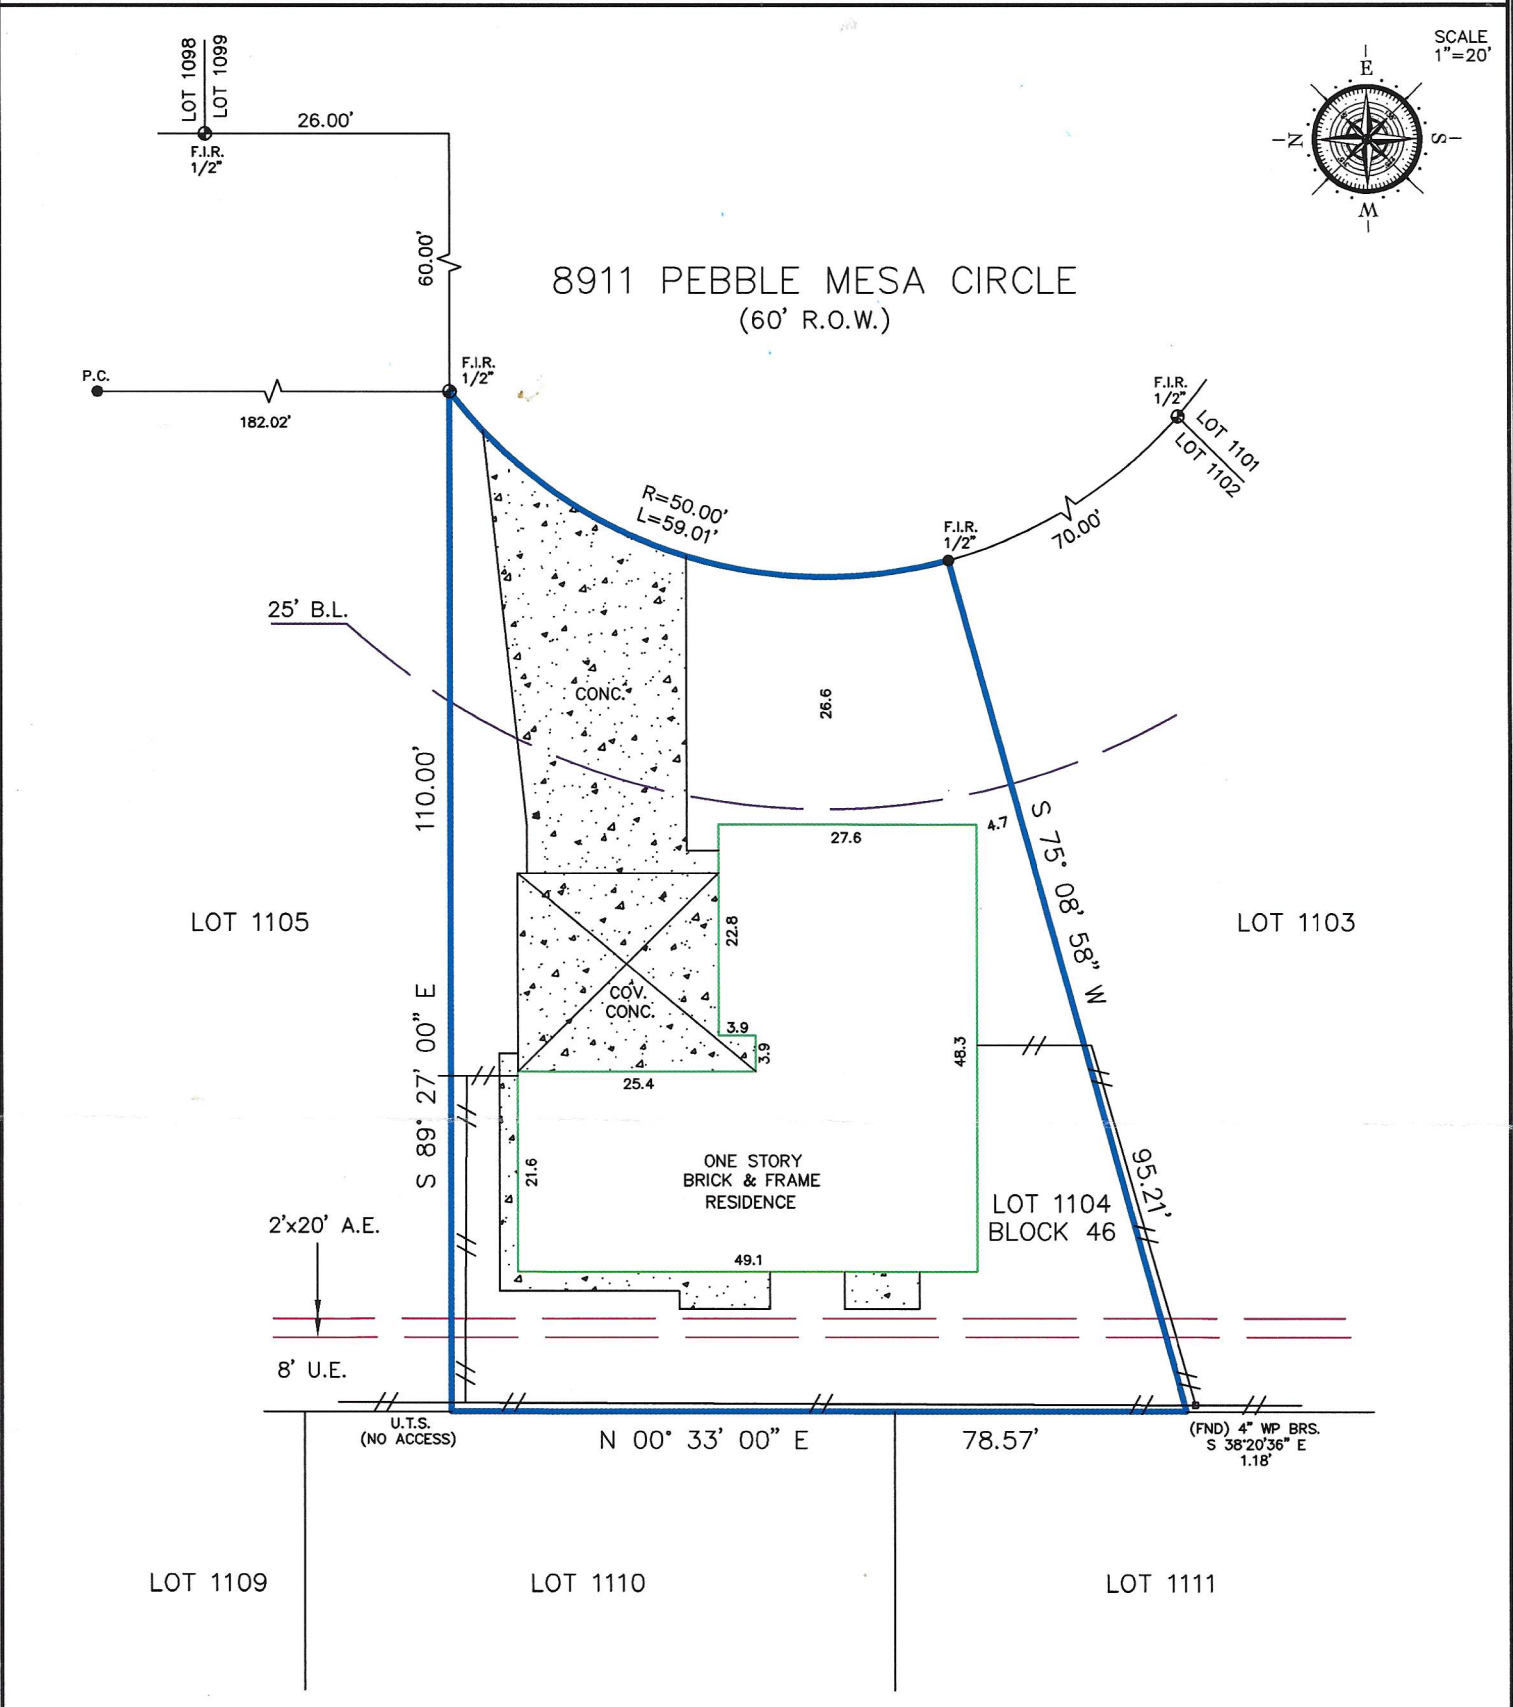 SCALE
1"=20'
E
N
S
W
LOT 1098
LOT 1099
26.00'
F.I.R.
1/2"
60.00'
8911 PEBBLE MESA CIRCLE
(60' R.O.W.)
P.C.
182.02'
F.I.R.
1/2"
F.I.R.
1/2"
LOT 1101
LOT 1102
R=50.00'
L=59.01'
F.I.R.
1/2"
70.00'
25' B.L.
CONC.
26.6
110.00'
S 89° 27' 00" E
27.6
4.7
S 75° 08' 58" W
95.21'
LOT 1105
LOT 1103
22.8
COV.
CONC.
3.9
3.9
25.4
48.3
21.6
ONE STORY
BRICK & FRAME
RESIDENCE
LOT 1104
BLOCK 46
2'x20' A.E.
49.1
8' U.E.
U.T.S.
(NO ACCESS)
N 00° 33' 00" E
78.57'
(FND) 4" WP BRS.
S 38°20'36" E
1.18'
LOT 1109
LOT 1110
LOT 1111